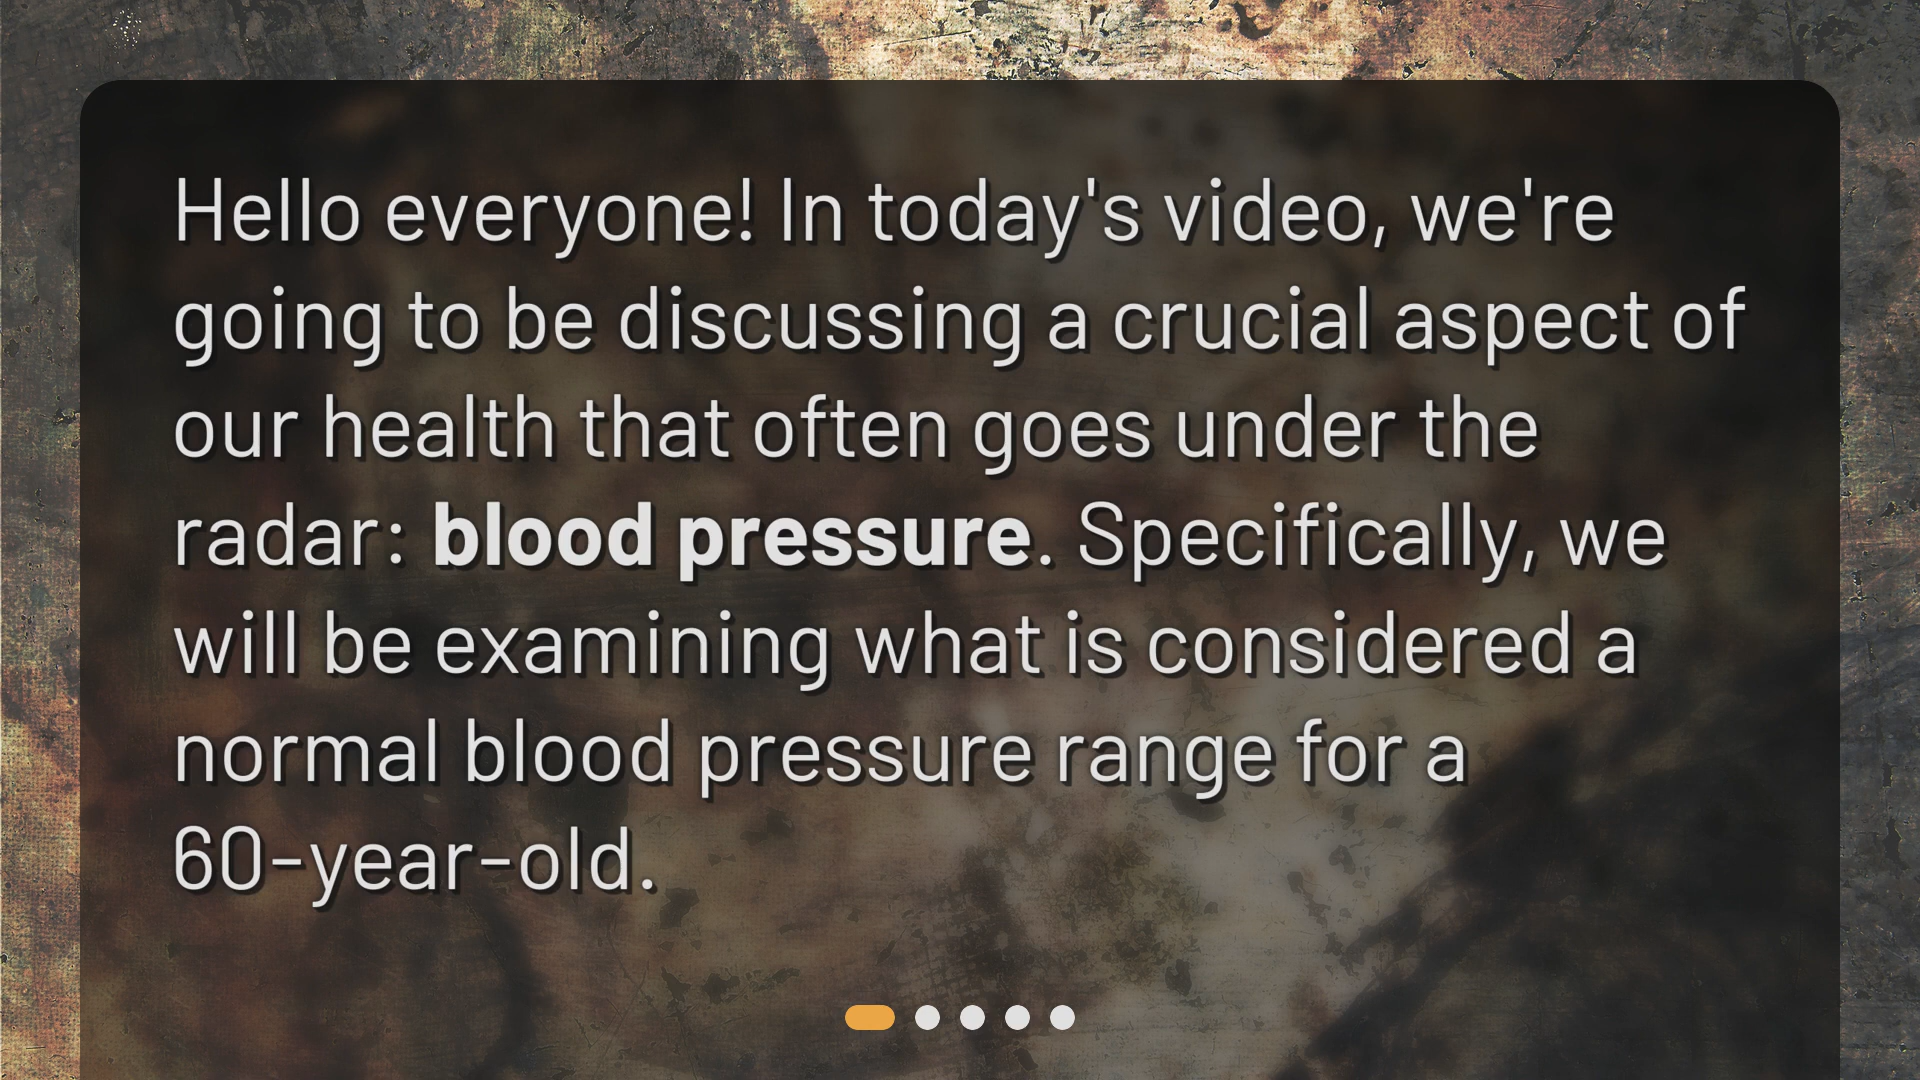 Hello everyone! In today's video, we're
going to be discussing a crucial aspect of
our health that often goes under the
radar: blood pressure. Specifically, we
will be examining what is considered a
normal blood pressure range for a
60-year-old.